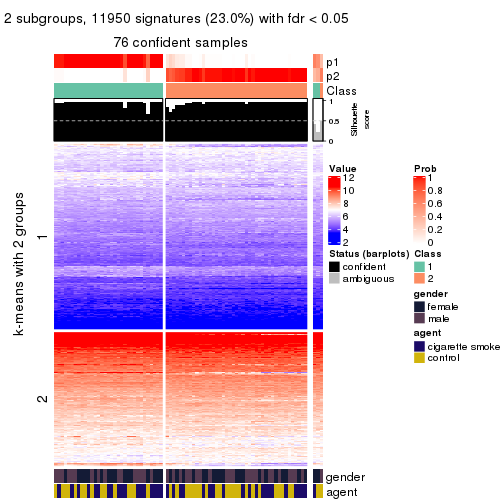 2 subgroups, 11950 signatures (23.0%) with fdr < 0.05
76 confident samples
p1
p2
Class
1
0.5
0
Silhouette
score
k-means with 2 groups
1
2
Value
12
10
8
6
4
2
Prob
1
0.8
0.6
0.4
0.2
0
Status (barplots)
confident
ambiguous
Class
1
2
gender
female
male
agent
cigarette smoke
control
gender
agent